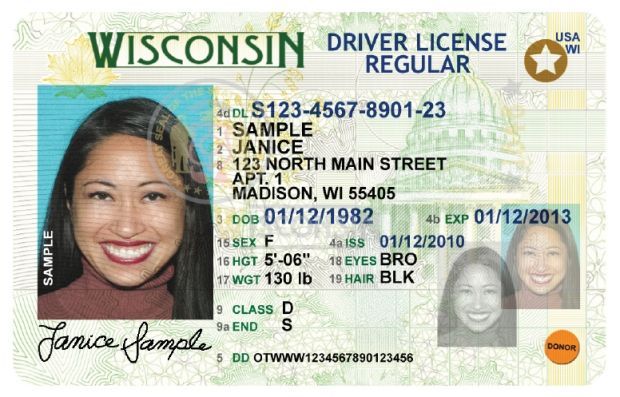 WISCONSIN DRIVER LICENSE
REGULAR
USA
WI
4d DL S123-4567-8901-23
1 SAMPLE
2 JANICE
8 123 NORTH MAIN STREET
APT. 1
MADISON, WI 55405
3 DOB 01/12/1982 4b EXP 01/12/2013
15 SEX F 4a ISS 01/12/2010
16 HGT 5'-06" 18 EYES BRO
17 WGT 130 lb 19 HAIR BLK
9 CLASS D
9a END S
5 DD OTWWW1234567890123456
SAMPLE
Janice Sample
DONOR